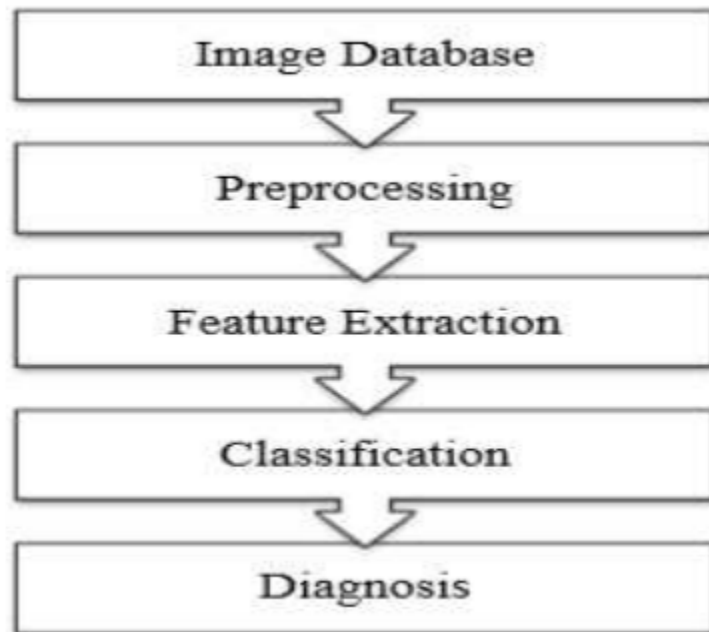 Image Database
Preprocessing
Feature Extraction
Classification
Diagnosis